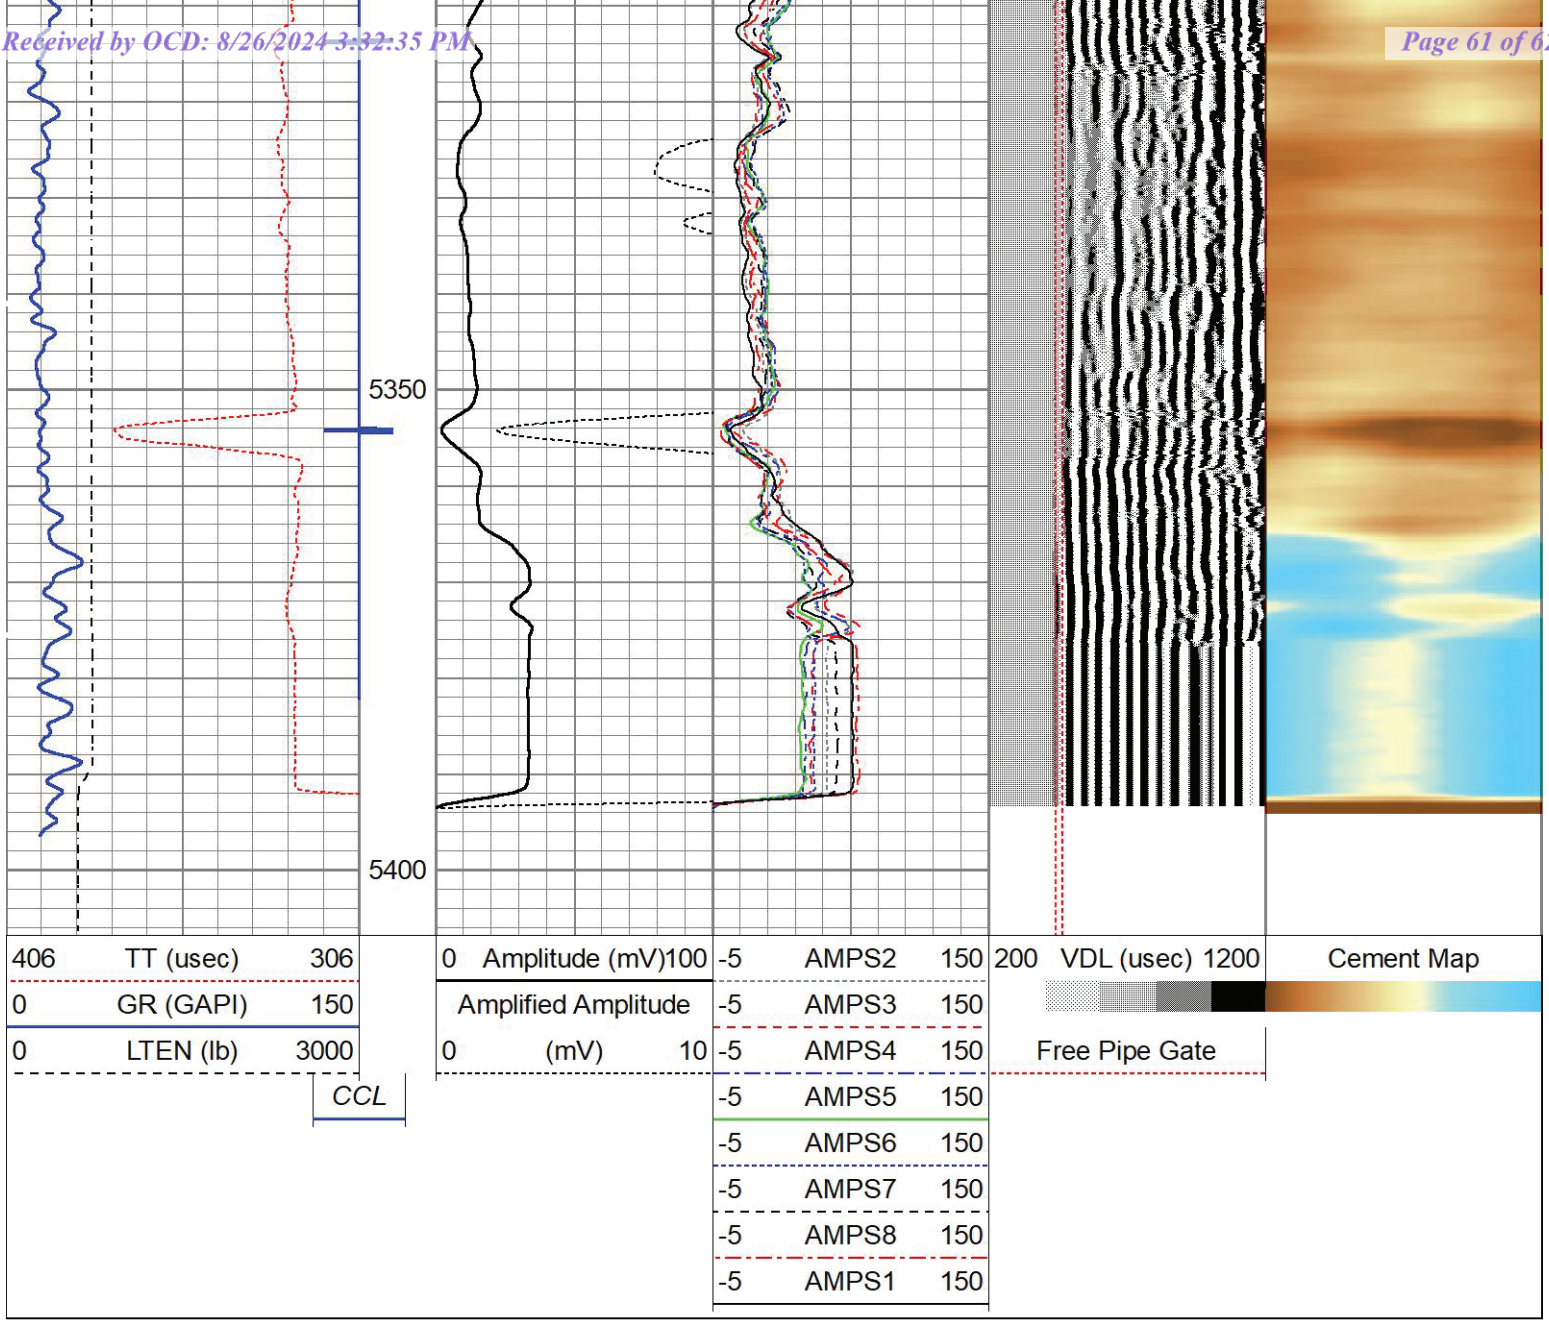 Received by OCD: 8/26/2024 3:32:35 PM
Page 61 of 62
5350
5400
406 TT (usec) 306
0 GR (GAPI) 150
0 LTEN (lb) 3000
CCL
0 Amplitude (mV) 100
Amplified Amplitude
0 (mV) 10
-5 AMPS2 150
-5 AMPS3 150
-5 AMPS4 150
-5 AMPS5 150
-5 AMPS6 150
-5 AMPS7 150
-5 AMPS8 150
-5 AMPS1 150
200 VDL (usec) 1200
Free Pipe Gate
Cement Map